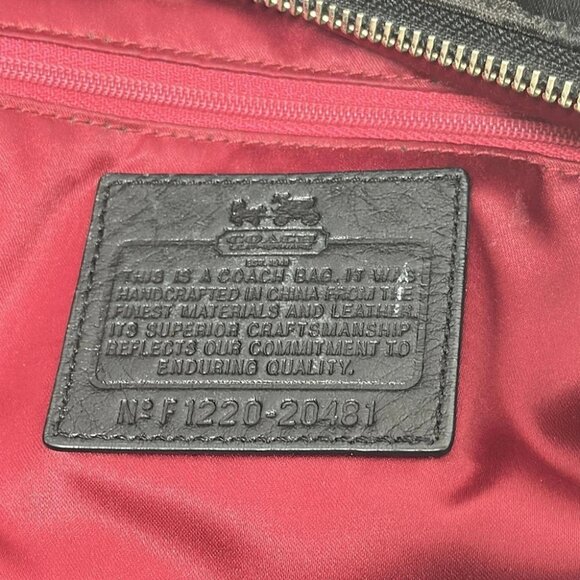 COACH
EST. 1941
THIS IS A COACH BAG. IT WAS
HANDCRAFTED IN CHINA FROM THE
FINEST MATERIALS AND LEATHER.
ITS SUPERIOR CRAFTSMANSHIP
REFLECTS OUR COMMITMENT TO
ENDURING QUALITY.
Nº F1220-20481